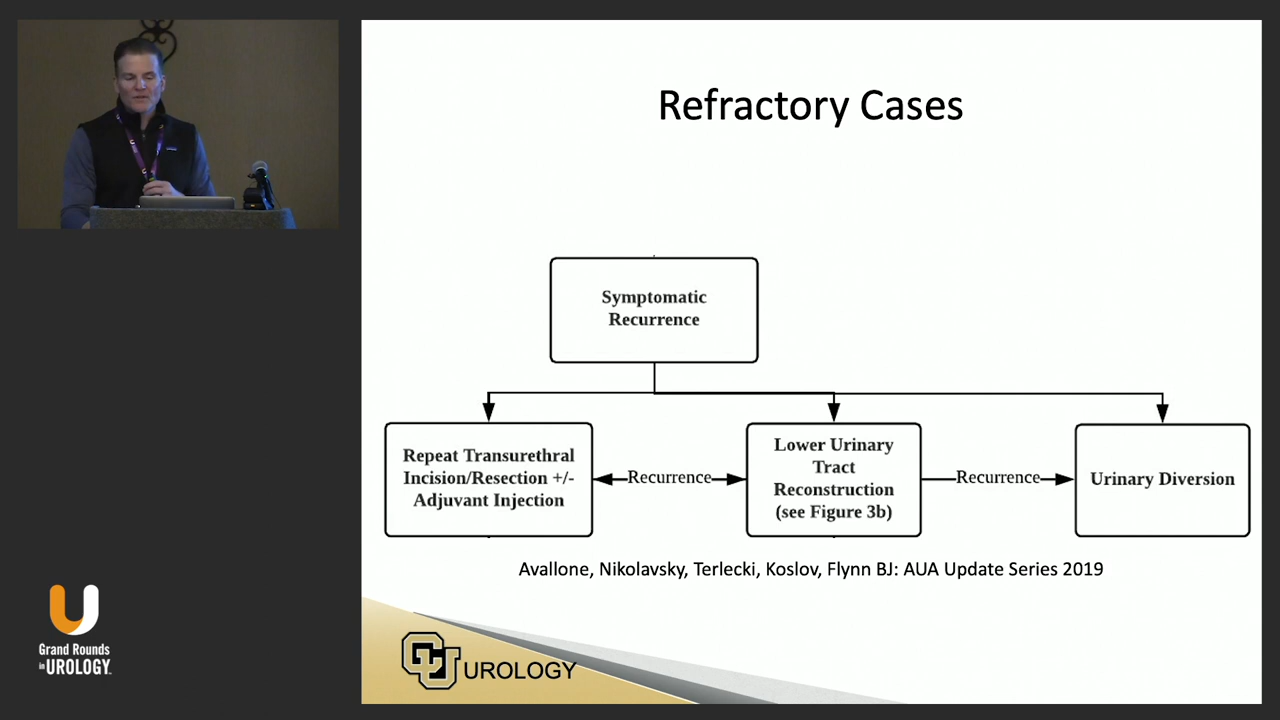 Refractory Cases
Symptomatic
Recurrence
Repeat Transurethral
Incision/Resection +/-
Adjuvant Injection
Recurrence
Lower Urinary
Tract
Reconstruction
(see Figure 3b)
Recurrence
Urinary Diversion
Avallone, Nikolavsky, Terlecki, Koslov, Flynn BJ: AUA Update Series 2019
CU UROLOGY
U
Grand Rounds
in UROLOGY